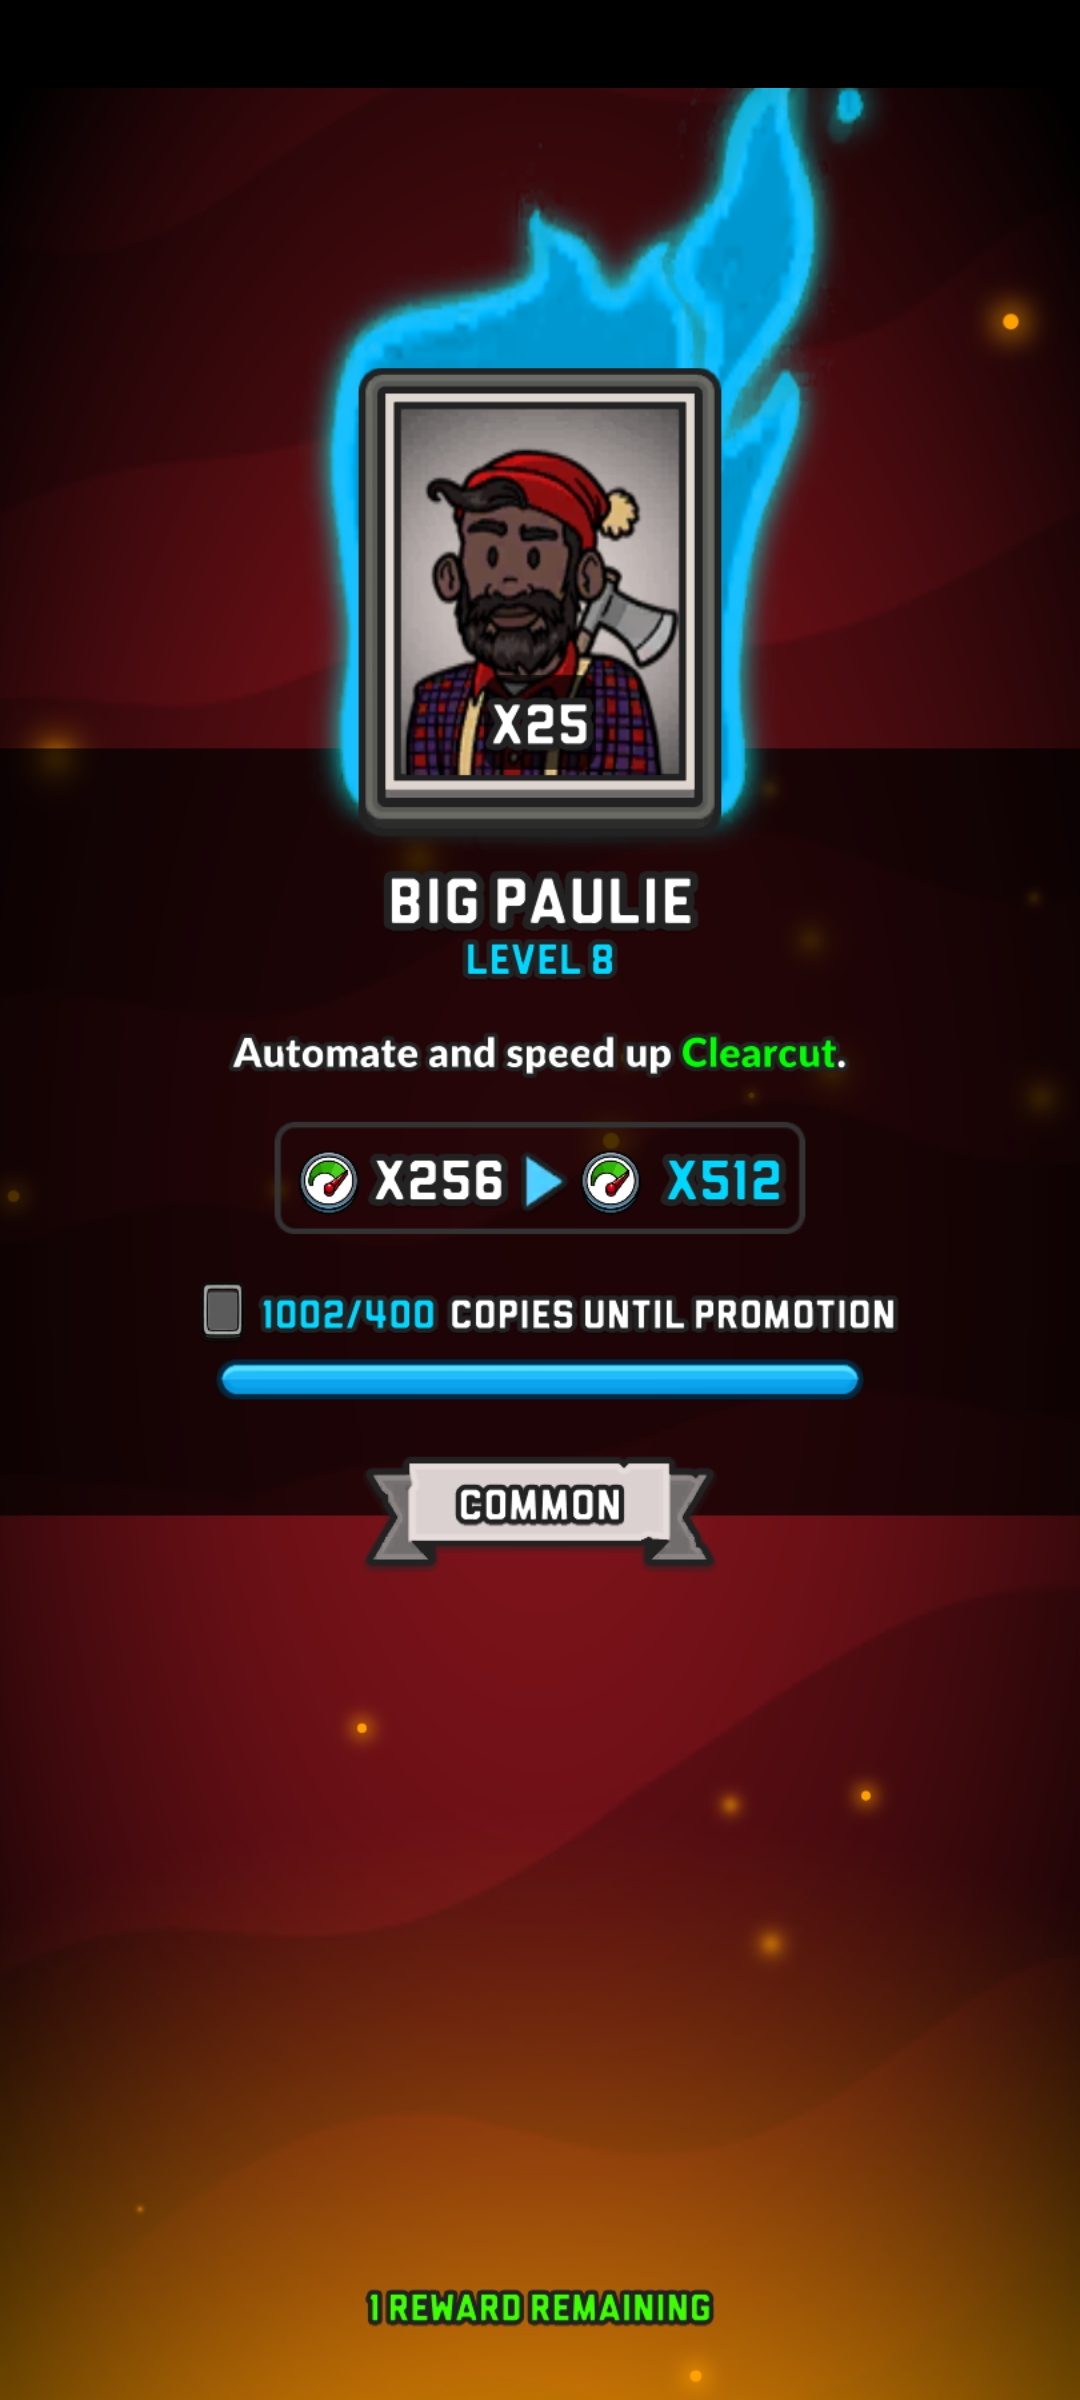 X25
BIG PAULIE
LEVEL 8
Automate and speed up Clearcut.
X256 X512
1002/400 COPIES UNTIL PROMOTION
COMMON
1 REWARD REMAINING